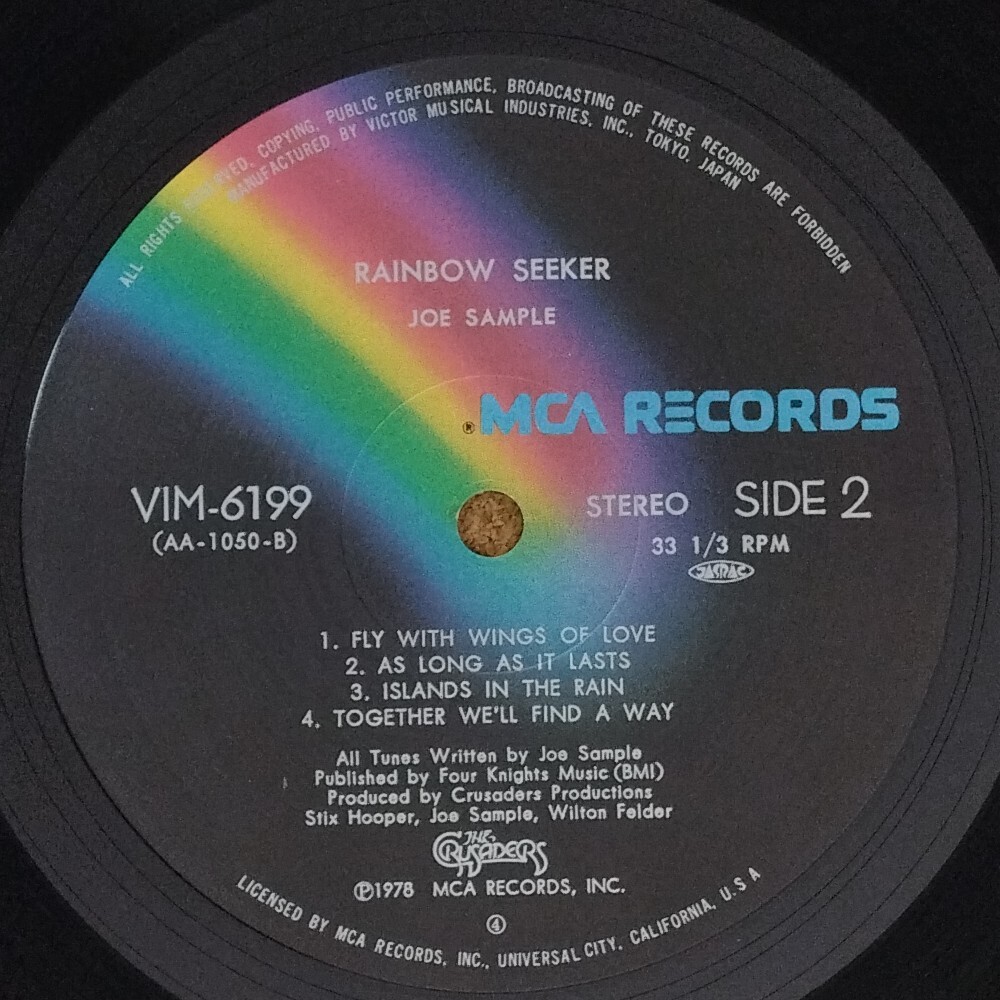 ALL RIGHTS RESERVED. COPYING, PUBLIC PERFORMANCE, BROADCASTING OF THESE RECORDS ARE FORBIDDEN
MANUFACTURED BY VICTOR MUSICAL INDUSTRIES, INC., TOKYO, JAPAN
RAINBOW SEEKER
JOE SAMPLE
® MCA RECORDS
VIM-6199
(AA-1050-B)
STEREO SIDE 2
33 1/3 RPM
JASRAC
1. FLY WITH WINGS OF LOVE
2. AS LONG AS IT LASTS
3. ISLANDS IN THE RAIN
4. TOGETHER WE'LL FIND A WAY
All Tunes Written by Joe Sample
Published by Four Knights Music (BMI)
Produced by Crusaders Productions
Stix Hooper, Joe Sample, Wilton Felder
THE CRUSADERS
℗1978 MCA RECORDS, INC.
④
LICENSED BY MCA RECORDS, INC., UNIVERSAL CITY, CALIFORNIA, U.S A